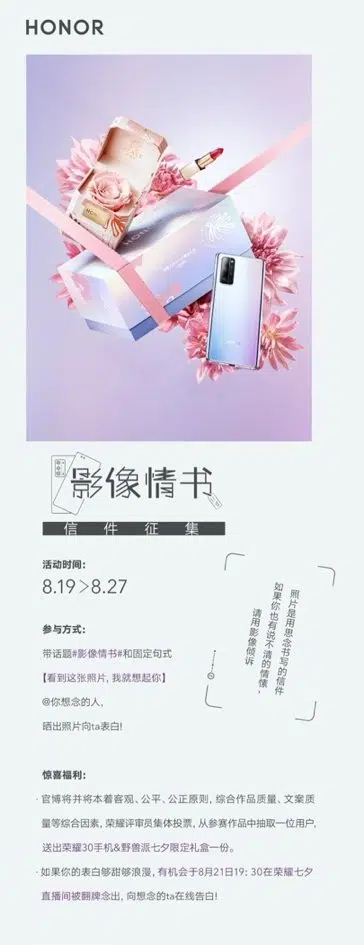 HONOR
影像情书
信件征集
活动时间:
8.19>8.27
照片是用思念书写的信件
如果你也有说不清的情愫，
请用影像倾诉
参与方式:
带话题#影像情书#和固定句式
【看到这张照片, 我就想起你】
@你想念的人,
晒出照片向ta表白!
惊喜福利:
· 官博将并将本着客观、公平、公正原则, 综合作品质量、文案质
量等综合因素, 荣耀评审员集体投票, 从参赛作品中抽取一位用户,
送出荣耀30手机&野兽派七夕限定礼盒一份。
· 如果你的表白够甜够浪漫, 有机会于8月21日19: 30在荣耀七夕
直播间被翻牌念出, 向想念的ta在线告白!